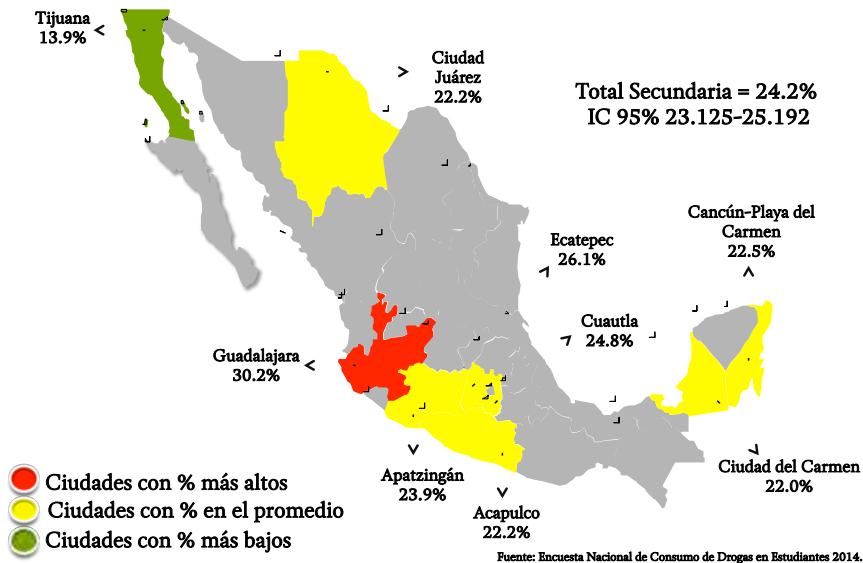 Tijuana
13.9%
Ciudad
Juárez
22.2%
Total Secundaria = 24.2%
IC 95% 23.125-25.192
Cancún-Playa del
Carmen
22.5%
Ecatepec
26.1%
Cuautla
24.8%
Guadalajara
30.2%
Apatzingán
23.9%
Acapulco
22.2%
Ciudad del Carmen
22.0%
Ciudades con % más altos
Ciudades con % en el promedio
Ciudades con % más bajos
Fuente: Encuesta Nacional de Consumo de Drogas en Estudiantes 2014.